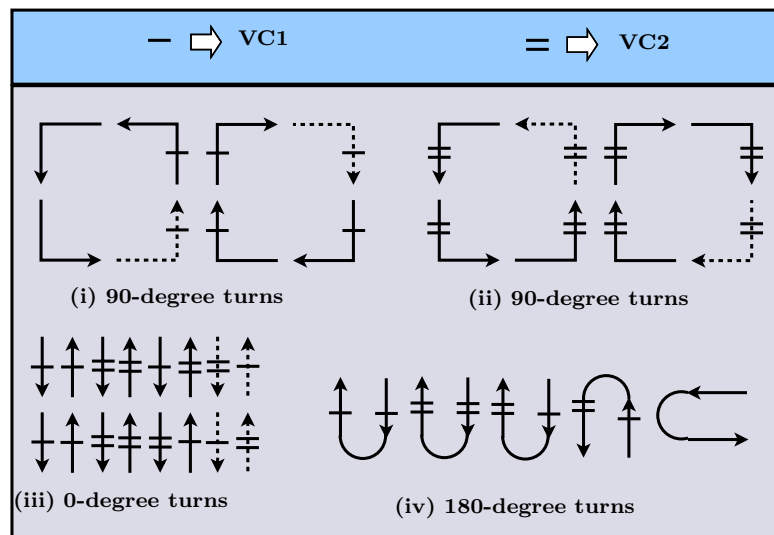 VC1 VC2
(i) 90-degree turns (ii) 90-degree turns
(iii) 0-degree turns (iv) 180-degree turns